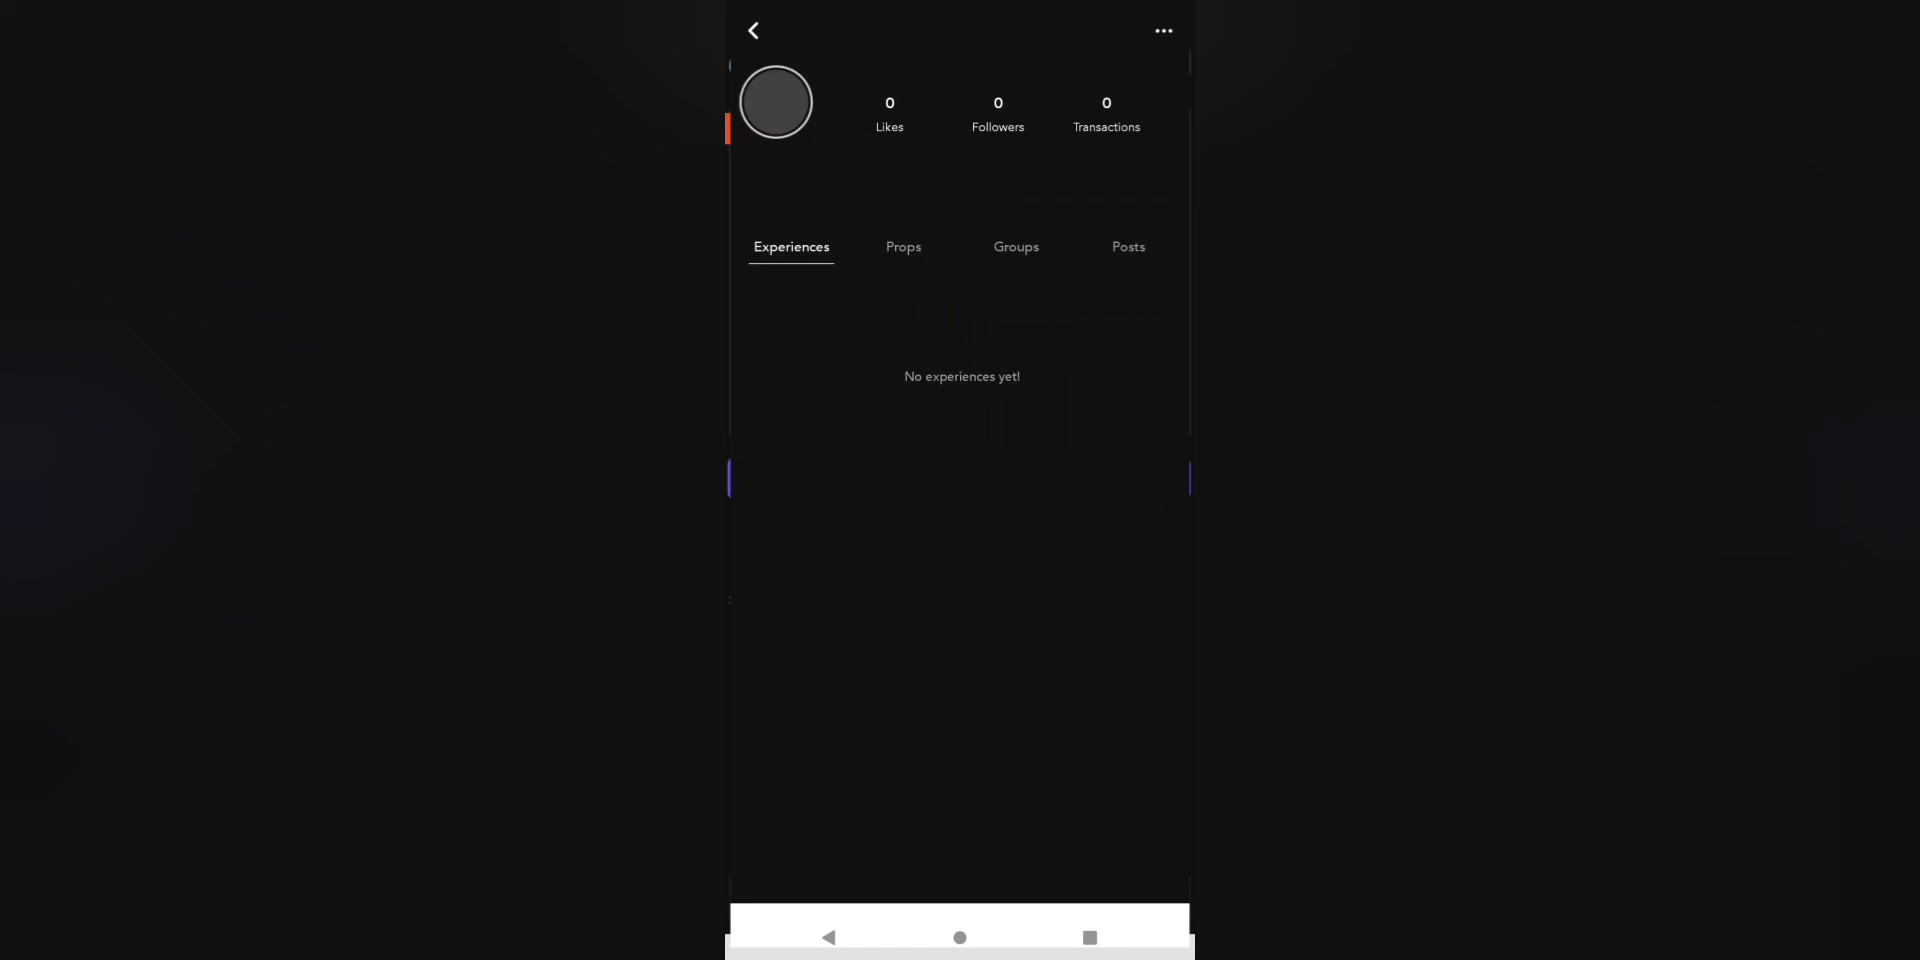 0 0 0
Likes Followers Transactions
Experiences Props Groups Posts
No experiences yet!